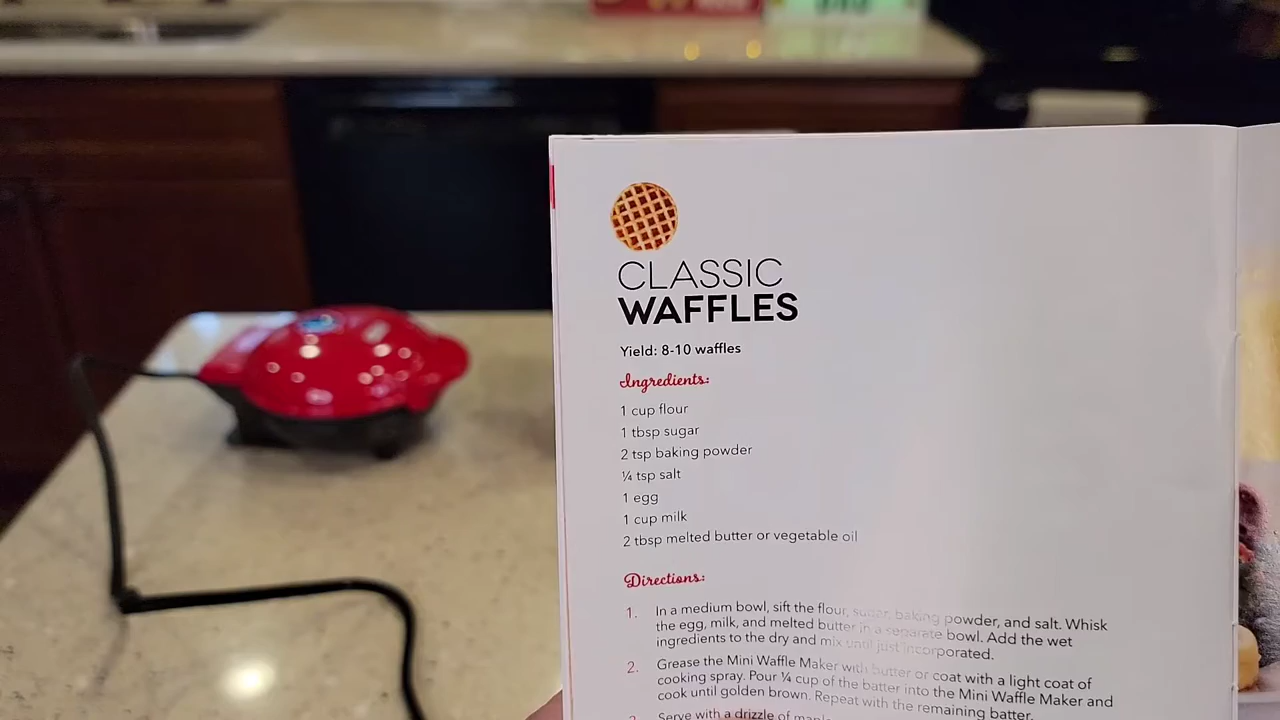 CLASSIC
WAFFLES
Yield: 8-10 waffles
Ingredients:
1 cup flour
1 tbsp sugar
2 tsp baking powder
¼ tsp salt
1 egg
1 cup milk
2 tbsp melted butter or vegetable oil
Directions:
1. In a medium bowl, sift the flour, sugar, baking powder, and salt. Whisk
the egg, milk, and melted butter in a separate bowl. Add the wet
ingredients to the dry and mix until just incorporated.
2. Grease the Mini Waffle Maker with butter or coat with a light coat of
cooking spray. Pour ¼ cup of the batter into the Mini Waffle Maker and
cook until golden brown. Repeat with the remaining batter.
3. Serve with a drizzle of